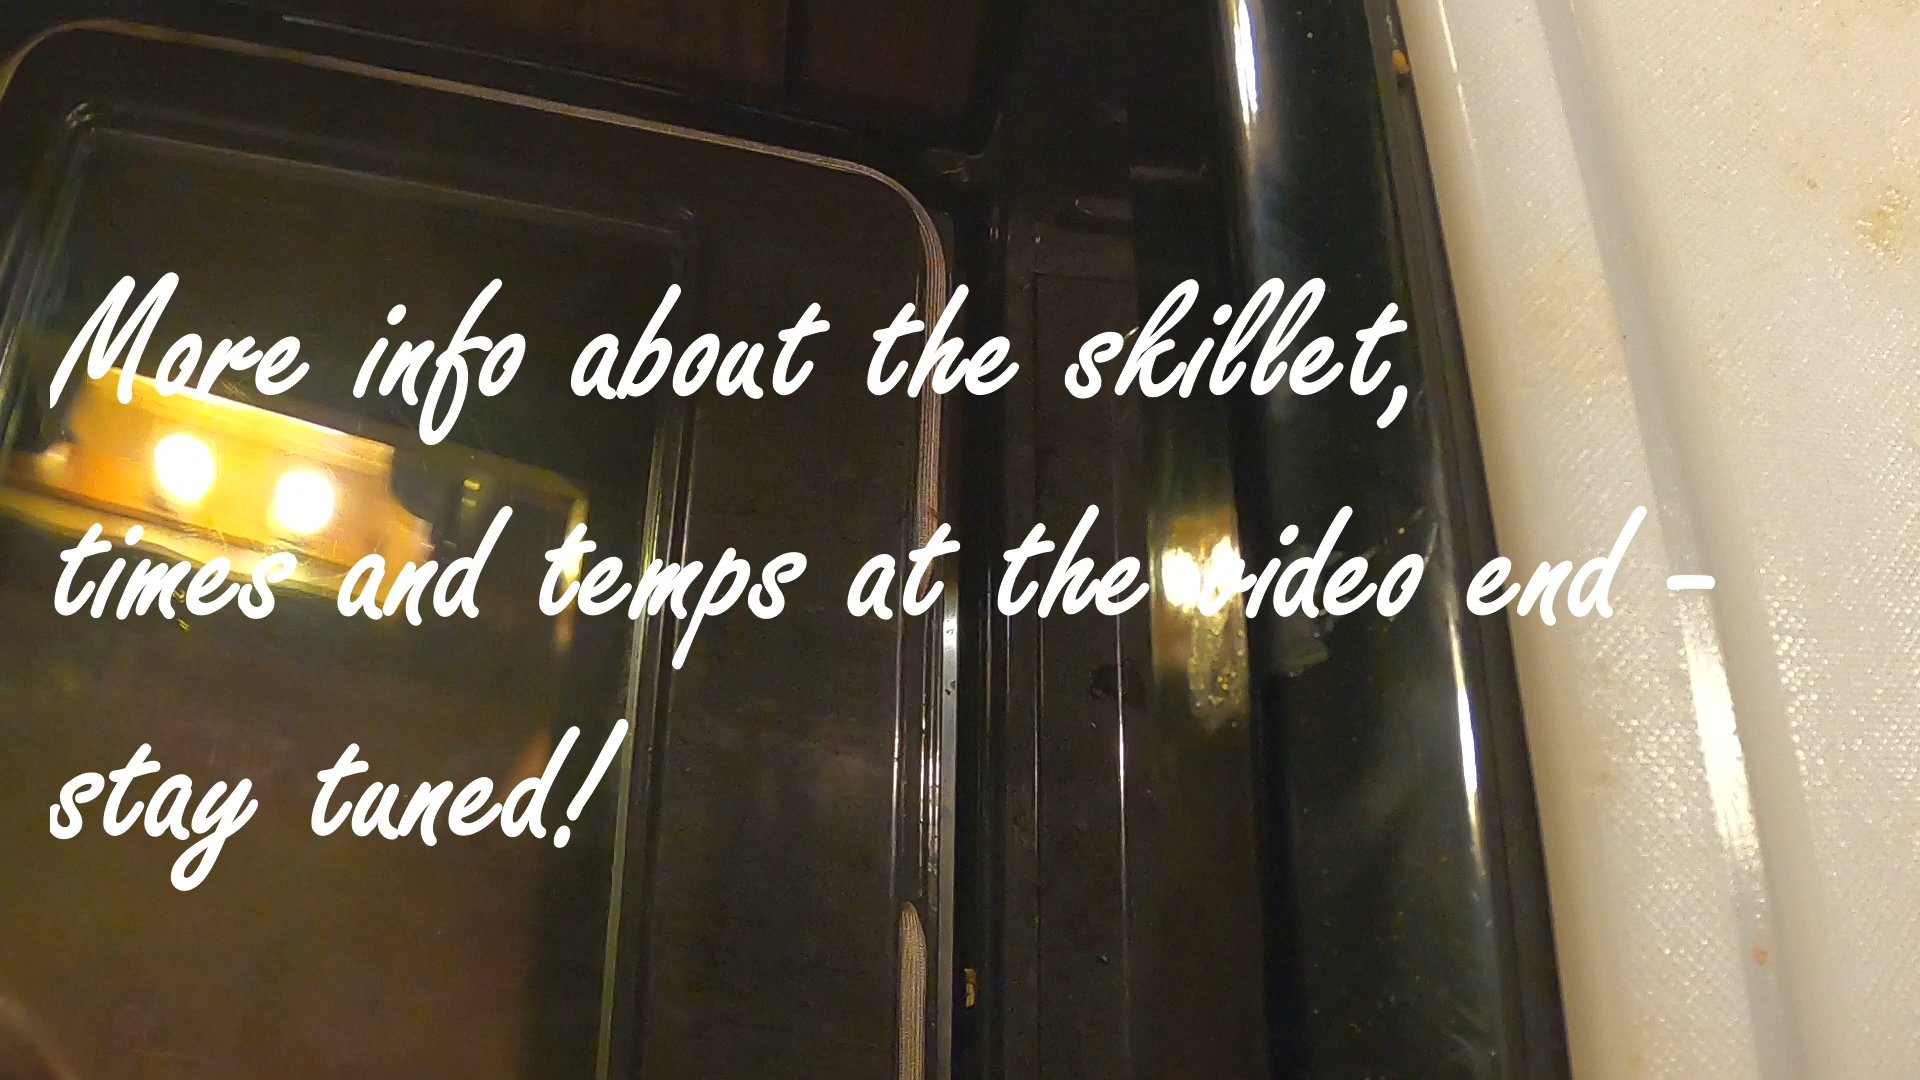 More info about the skillet,
times and temps at the video end -
stay tuned!